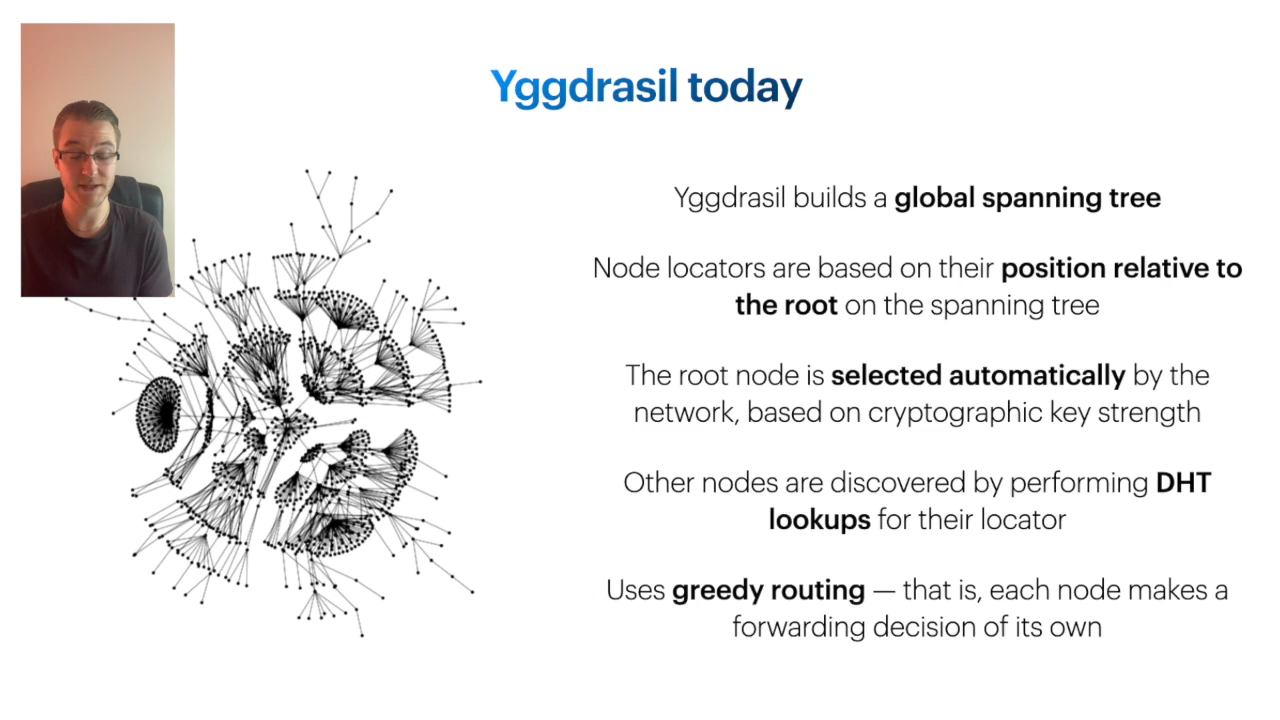 Yggdrasil today
Yggdrasil builds a global spanning tree
Node locators are based on their position relative to
the root on the spanning tree
The root node is selected automatically by the
network, based on cryptographic key strength
Other nodes are discovered by performing DHT
lookups for their locator
Uses greedy routing — that is, each node makes a
forwarding decision of its own